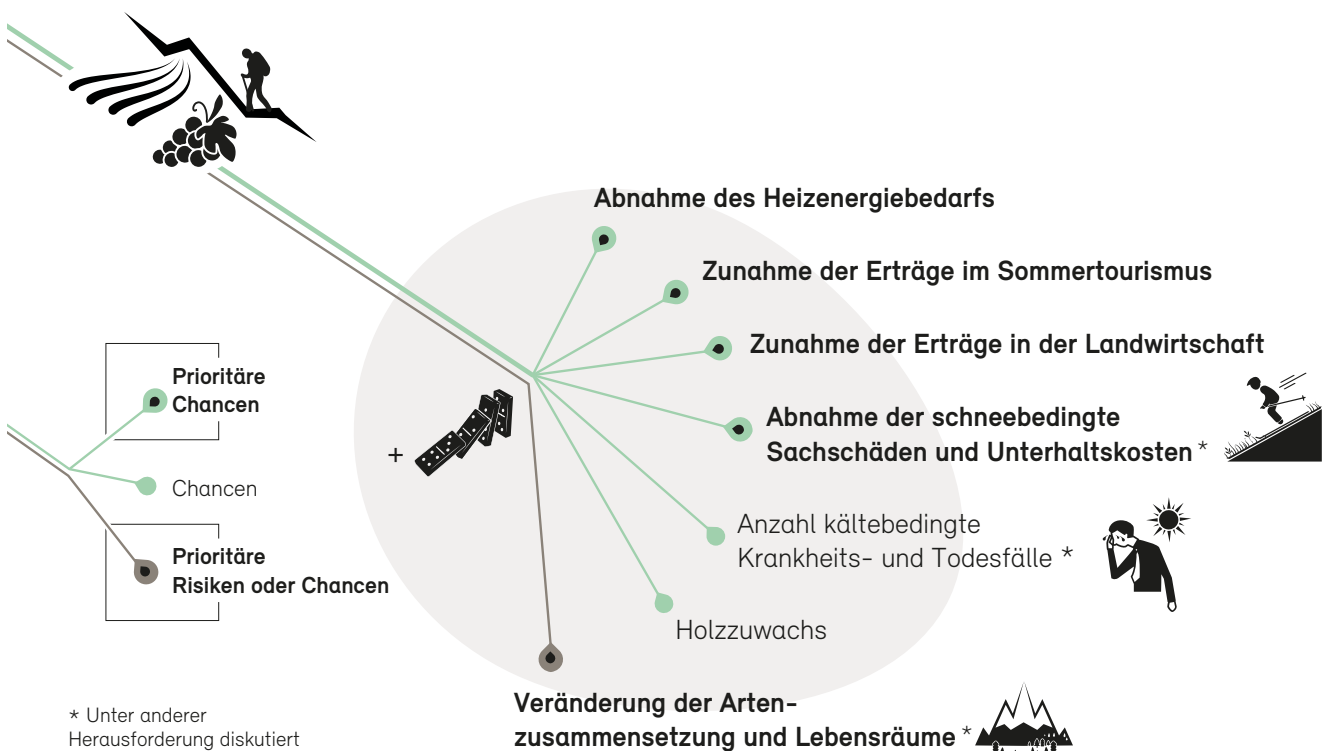 Abnahme des Heizenergiebedarfs
Zunahme der Erträge im Sommertourismus
Zunahme der Erträge in der Landwirtschaft
Abnahme der schneebedingte
Sachschäden und Unterhaltskosten *
+
Anzahl kältebedingte
Krankheits- und Todesfälle *
Holzzuwachs
Veränderung der Arten-
zusammensetzung und Lebensräume *
Prioritäre
Chancen
Chancen
Prioritäre
Risiken oder Chancen
* Unter anderer
Herausforderung diskutiert